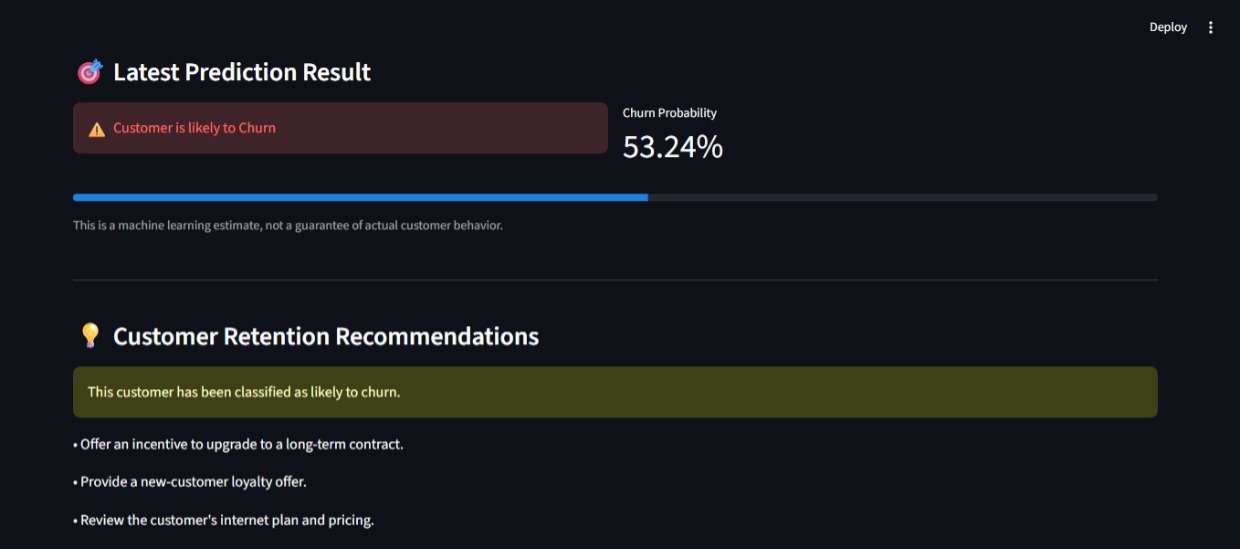 Deploy
Latest Prediction Result
Customer is likely to Churn
Churn Probability
53.24%
This is a machine learning estimate, not a guarantee of actual customer behavior.
Customer Retention Recommendations
This customer has been classified as likely to churn.
• Offer an incentive to upgrade to a long-term contract.
• Provide a new-customer loyalty offer.
• Review the customer's internet plan and pricing.